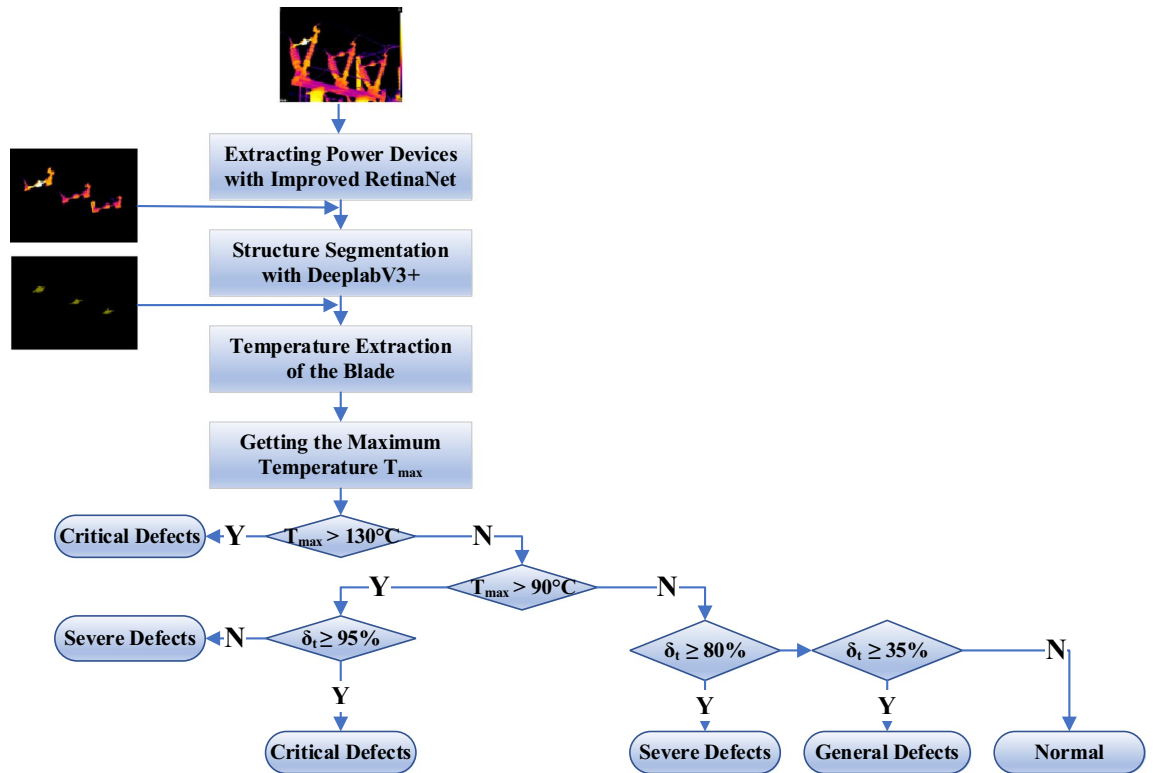 Extracting Power Devices
with Improved RetinaNet
Structure Segmentation
with DeeplabV3+
Temperature Extraction
of the Blade
Getting the Maximum
Temperature Tmax
Critical Defects
Y
Tmax > 130°C
N
Y
Tmax > 90°C
N
Severe Defects
N
δt ≥ 95%
δt ≥ 80%
δt ≥ 35%
N
Y
Y
Y
Critical Defects
Severe Defects
General Defects
Normal